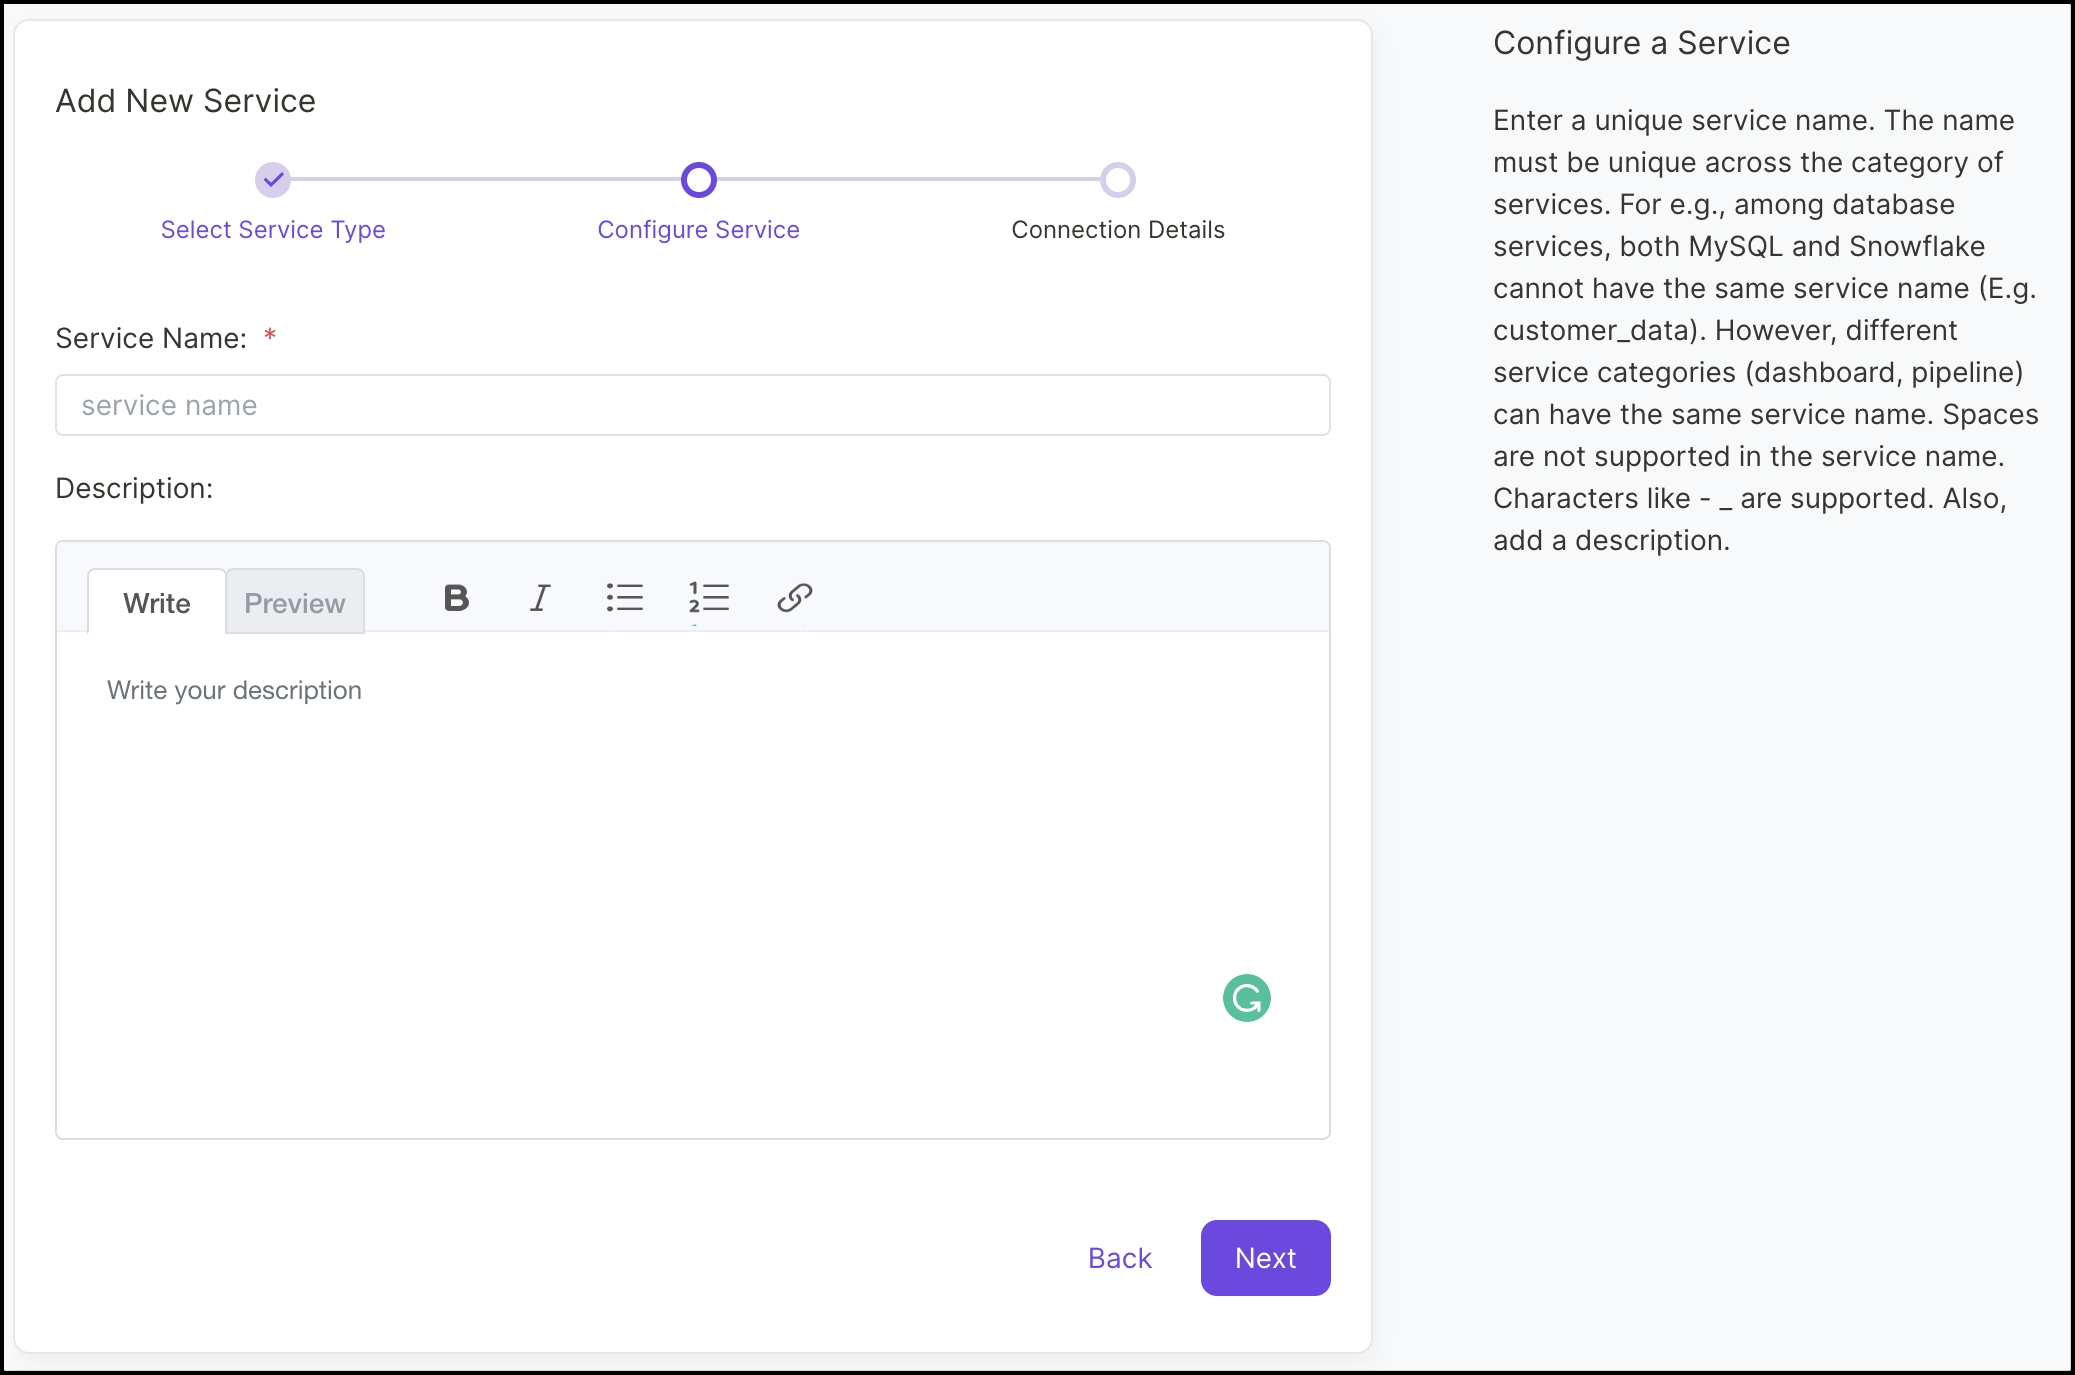 Add New Service
Select Service Type
Configure Service
Connection Details
Service Name: *
service name
Description:
Write
Preview
B
I
1
2
Write your description
Back
Next
Configure a Service
Enter a unique service name. The name
must be unique across the category of
services. For e.g., among database
services, both MySQL and Snowflake
cannot have the same service name (E.g.
customer_data). However, different
service categories (dashboard, pipeline)
can have the same service name. Spaces
are not supported in the service name.
Characters like - _ are supported. Also,
add a description.